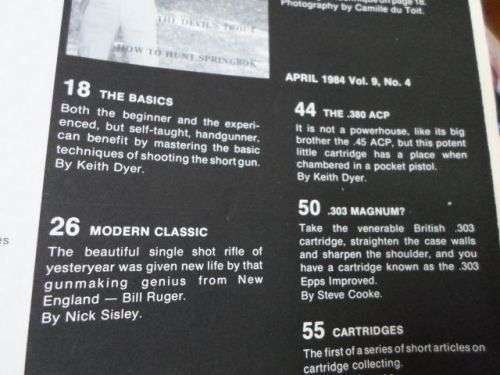 THE DEVIL'S TROUT
HOW TO HUNT SPRINGBOK
18 THE BASICS
Both the beginner and the experi-
enced, but self-taught, handgunner,
can benefit by mastering the basic
techniques of shooting the short gun.
By Keith Dyer.
26 MODERN CLASSIC
The beautiful single shot rifle of
yesteryear was given new life by that
gunmaking genius from New
England — Bill Ruger.
By Nick Sisley.
on page 18.
Photography by Camille du Toit.
APRIL 1984 Vol. 9, No. 4
44 THE .380 ACP
It is not a powerhouse, like its big
brother the .45 ACP, but this potent
little cartridge has a place when
chambered in a pocket pistol.
By Keith Dyer.
50 .303 MAGNUM?
Take the venerable British .303
cartridge, straighten the case walls
and sharpen the shoulder, and you
have a cartridge known as the .303
Epps Improved.
By Steve Cooke.
55 CARTRIDGES
The first of a series of short articles on
cartridge collecting.